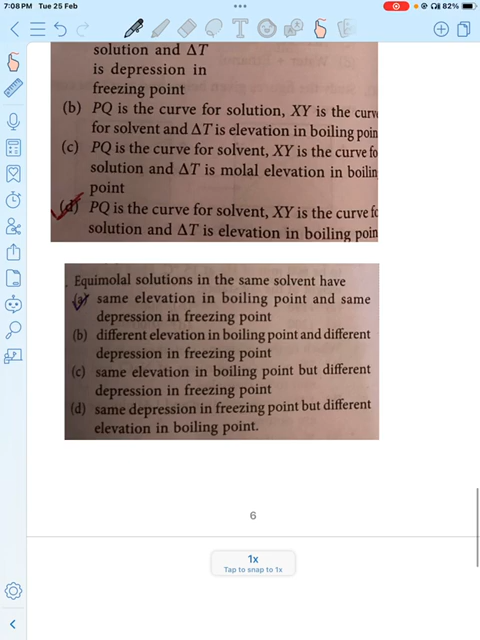 7:08 PM Tue 25 Feb
82%
solution and ΔT
is depression in
freezing point
(b) PQ is the curve for solution, XY is the curve
for solvent and ΔT is elevation in boiling poin
(c) PQ is the curve for solvent, XY is the curve fo
solution and ΔT is molal elevation in boilin
point
(d) PQ is the curve for solvent, XY is the curve fo
solution and ΔT is elevation in boiling poin
Equimolal solutions in the same solvent have
(a) same elevation in boiling point and same
depression in freezing point
(b) different elevation in boiling point and different
depression in freezing point
(c) same elevation in boiling point but different
depression in freezing point
(d) same depression in freezing point but different
elevation in boiling point.
6
1x
Tap to snap to 1x